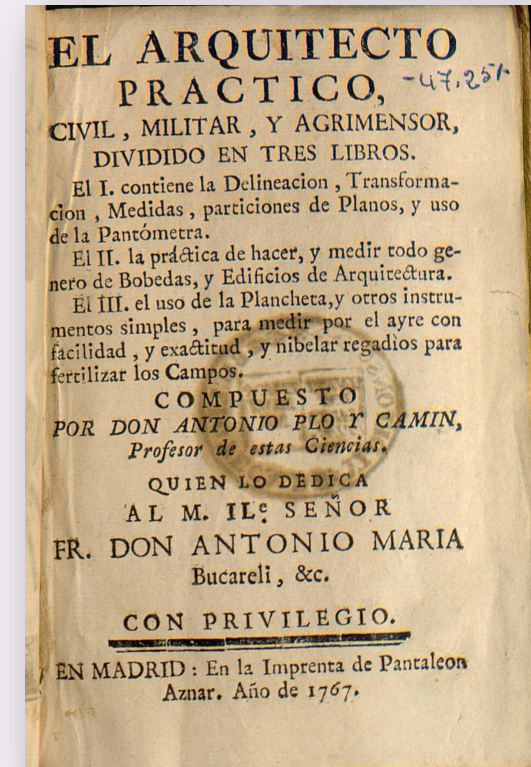 EL ARQUITECTO
PRACTICO,
-47.251-
CIVIL, MILITAR, Y AGRIMENSOR,
DIVIDIDO EN TRES LIBROS.
El I. contiene la Delineacion, Transforma-
cion, Medidas, particiones de Planos, y uso
de la Pantómetra.
El II. la práctica de hacer, y medir todo ge-
nero de Bobedas, y Edificios de Arquitectura.
El III. el uso de la Plancheta, y otros instru-
mentos simples, para medir por el ayre con
facilidad, y exactitud, y nibelar regadìos para
fertilizar los Campos.
COMPUESTO
POR DON ANTONIO PLO Y CAMIN,
Profesor de estas Ciencias.
QUIEN LO DEDICA
AL M. ILe. SEÑOR
FR. DON ANTONIO MARIA
Bucareli, &c.
CON PRIVILEGIO.
EN MADRID: En la Imprenta de Pantaleon
Aznar. Año de 1767.